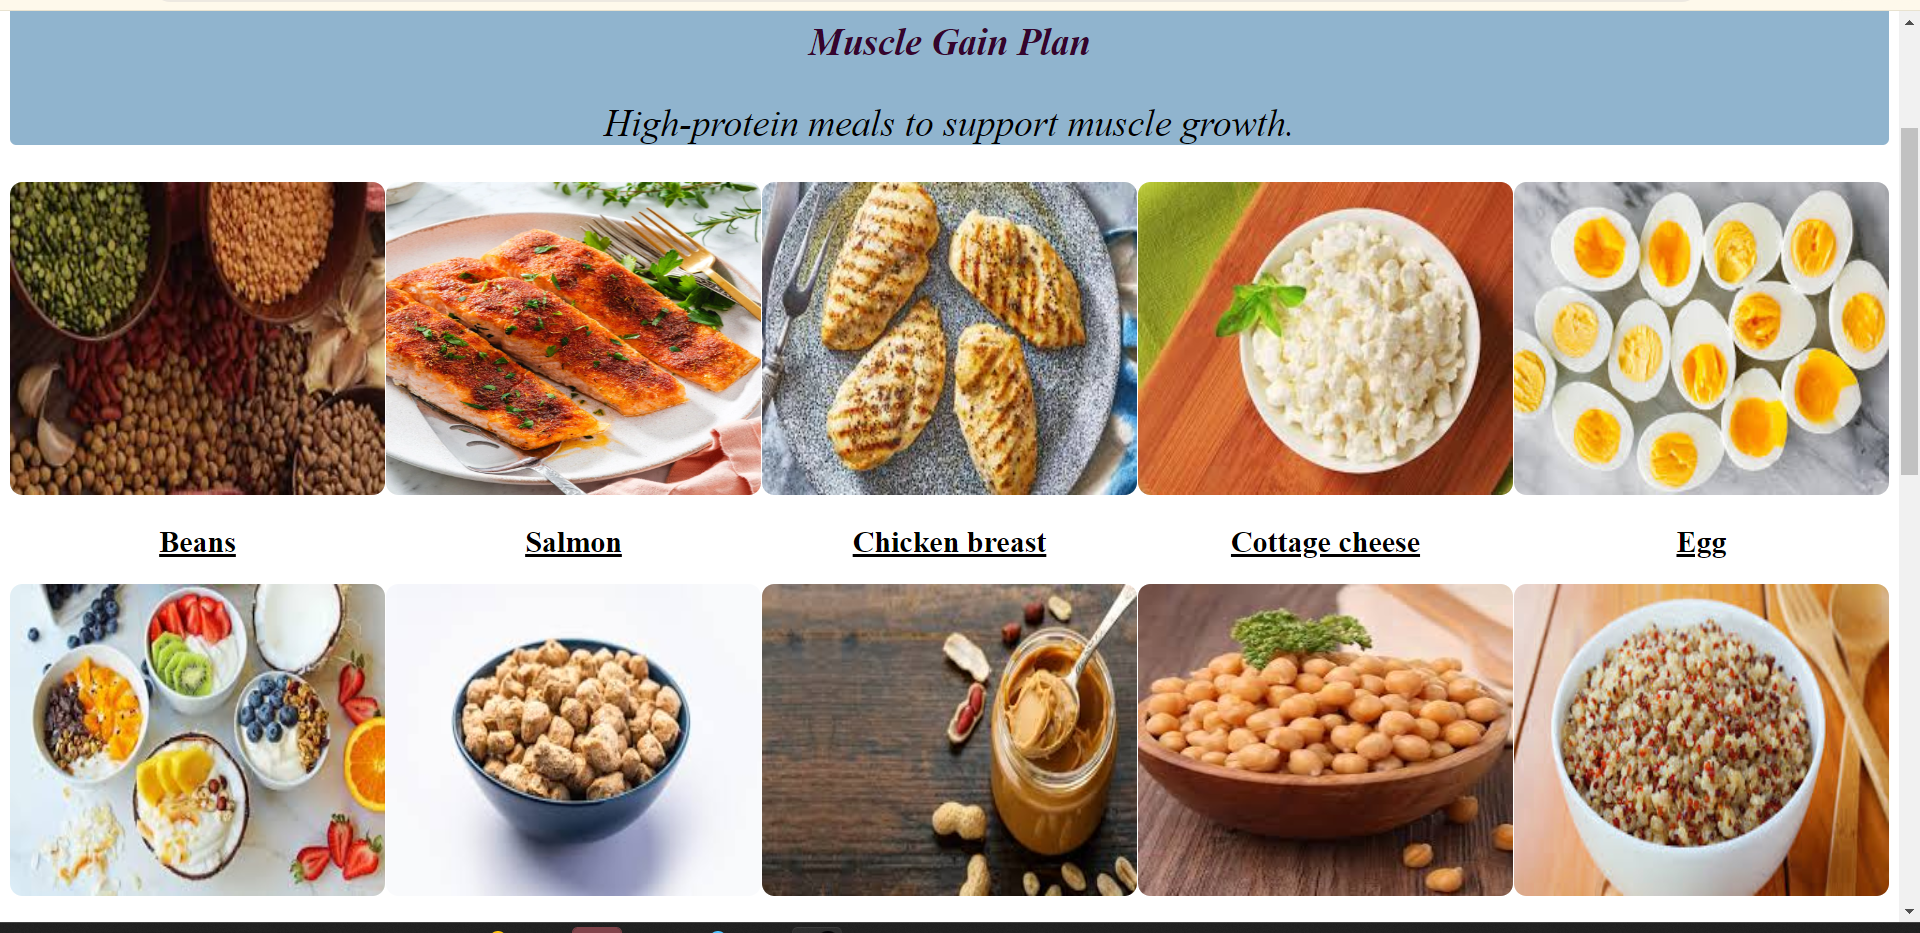 Muscle Gain Plan
High-protein meals to support muscle growth.
Beans
Salmon
Chicken breast
Cottage cheese
Egg